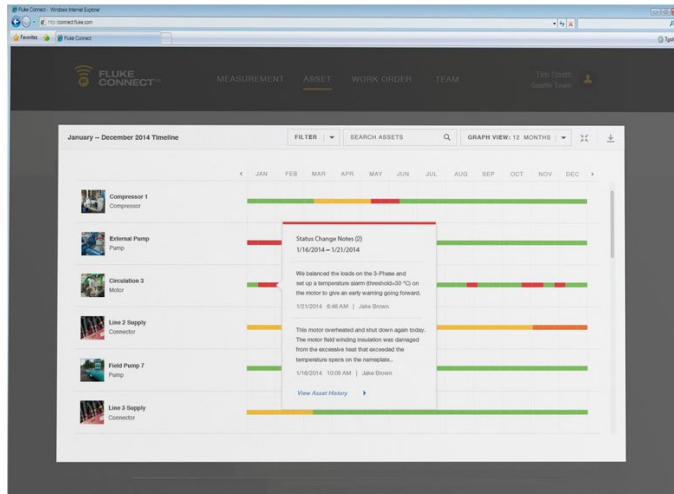 Fluke Connect - Windows Internet Explorer
http://connect.fluke.com
Favorites
Fluke Connect
FLUKE
CONNECT
MEASUREMENT ASSET WORK ORDER TEAM
Tim Smith
Seattle Team
January – December 2014 Timeline
FILTER
SEARCH ASSETS
GRAPH VIEW: 12 MONTHS
JAN FEB MAR APR MAY JUN JUL AUG SEP OCT NOV DEC
Compressor 1
Compressor
External Pump
Pump
Circulation 3
Motor
Line 2 Supply
Connector
Field Pump 7
Pump
Line 3 Supply
Connector
Status Change Notes (2)
1/16/2014 – 1/21/2014
We balanced the loads on the 3-Phase and
set up a temperature alarm (threshold=30 °C) on
the motor to give an early warning going forward.
1/21/2014 6:48 AM | Jake Brown
This motor overheated and shut down again today.
The motor field winding insulation was damaged
from the excessive heat that exceeded the
temperature specs on the nameplate..
1/16/2014 10:08 AM | Jake Brown
View Asset History